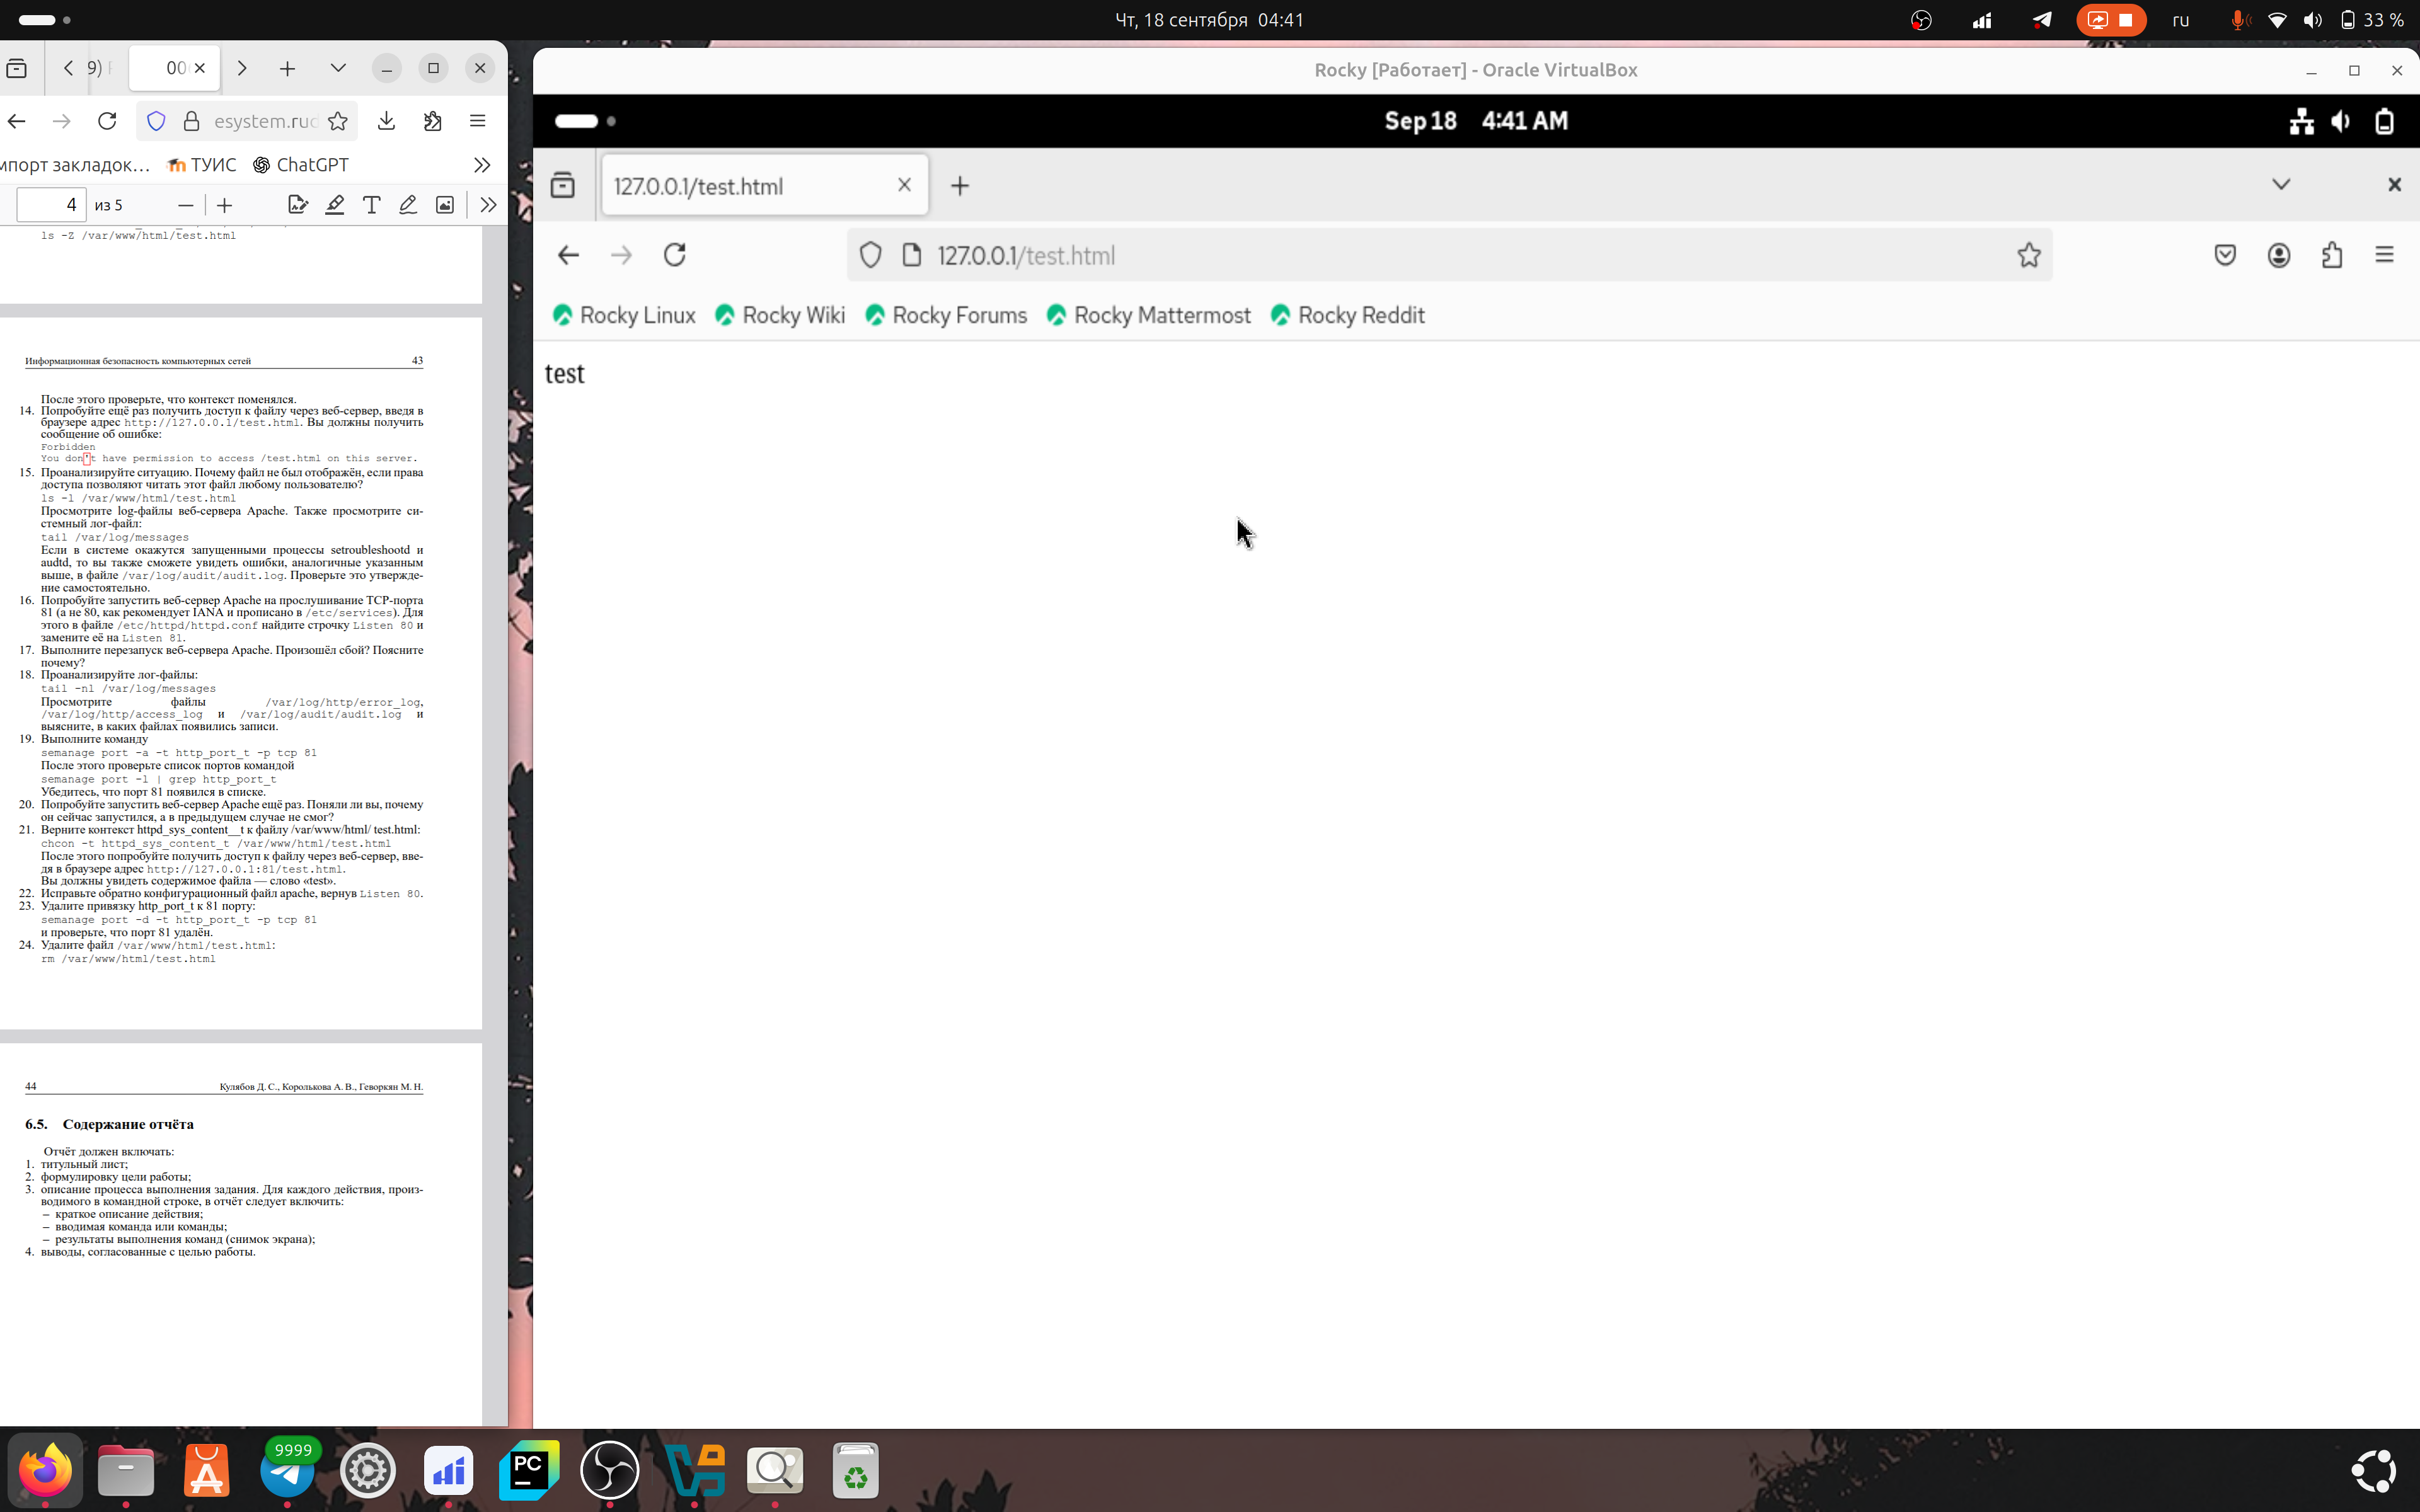 Чт, 18 сентября 04:41
ru
33 %
9)
00
esystem.ruc
мпорт закладок…
ТУИС
ChatGPT
»
4
из 5
ls -Z /var/www/html/test.html
Информационная безопасность компьютерных сетей 43
После этого проверьте, что контекст поменялся.
14. Попробуйте ещё раз получить доступ к файлу через веб-сервер, введя в
браузере адрес http://127.0.0.1/test.html. Вы должны получить
сообщение об ошибке:
Forbidden
You don't have permission to access /test.html on this server.
15. Проанализируйте ситуацию. Почему файл не был отображён, если права
доступа позволяют читать этот файл любому пользователю?
ls -l /var/www/html/test.html
Просмотрите log-файлы веб-сервера Apache. Также просмотрите си-
стемный лог-файл:
tail /var/log/messages
Если в системе окажутся запущенными процессы setroubleshootd и
audtd, то вы также сможете увидеть ошибки, аналогичные указанным
выше, в файле /var/log/audit/audit.log. Проверьте это утвержде-
ние самостоятельно.
16. Попробуйте запустить веб-сервер Apache на прослушивание TCP-порта
81 (а не 80, как рекомендует IANA и прописано в /etc/services). Для
этого в файле /etc/httpd/httpd.conf найдите строчку Listen 80 и
замените её на Listen 81.
17. Выполните перезапуск веб-сервера Apache. Произошёл сбой? Поясните
почему?
18. Проанализируйте лог-файлы:
tail -nl /var/log/messages
Просмотрите файлы /var/log/http/error_log,
/var/log/http/access_log и /var/log/audit/audit.log и
выясните, в каких файлах появились записи.
19. Выполните команду
semanage port -a -t http_port_t -p tcp 81
После этого проверьте список портов командой
semanage port -l | grep http_port_t
Убедитесь, что порт 81 появился в списке.
20. Попробуйте запустить веб-сервер Apache ещё раз. Поняли ли вы, почему
он сейчас запустился, а в предыдущем случае не смог?
21. Верните контекст httpd_sys_content__t к файлу /var/www/html/ test.html:
chcon -t httpd_sys_content_t /var/www/html/test.html
После этого попробуйте получить доступ к файлу через веб-сервер, вве-
дя в браузере адрес http://127.0.0.1:81/test.html.
Вы должны увидеть содержимое файла — слово «test».
22. Исправьте обратно конфигурационный файл apache, вернув Listen 80.
23. Удалите привязку http_port_t к 81 порту:
semanage port -d -t http_port_t -p tcp 81
и проверьте, что порт 81 удалён.
24. Удалите файл /var/www/html/test.html:
rm /var/www/html/test.html
44 Кулябов Д. С., Королькова А. В., Геворкян М. Н.
6.5. Содержание отчёта
Отчёт должен включать:
1. титульный лист;
2. формулировку цели работы;
3. описание процесса выполнения задания. Для каждого действия, произ-
водимого в командной строке, в отчёт следует включить:
– краткое описание действия;
– вводимая команда или команды;
– результаты выполнения команд (снимок экрана);
4. выводы, согласованные с целью работы.
Rocky [Работает] - Oracle VirtualBox
Sep 18 4:41 AM
127.0.0.1/test.html
127.0.0.1/test.html
Rocky Linux
Rocky Wiki
Rocky Forums
Rocky Mattermost
Rocky Reddit
test
9999
PC